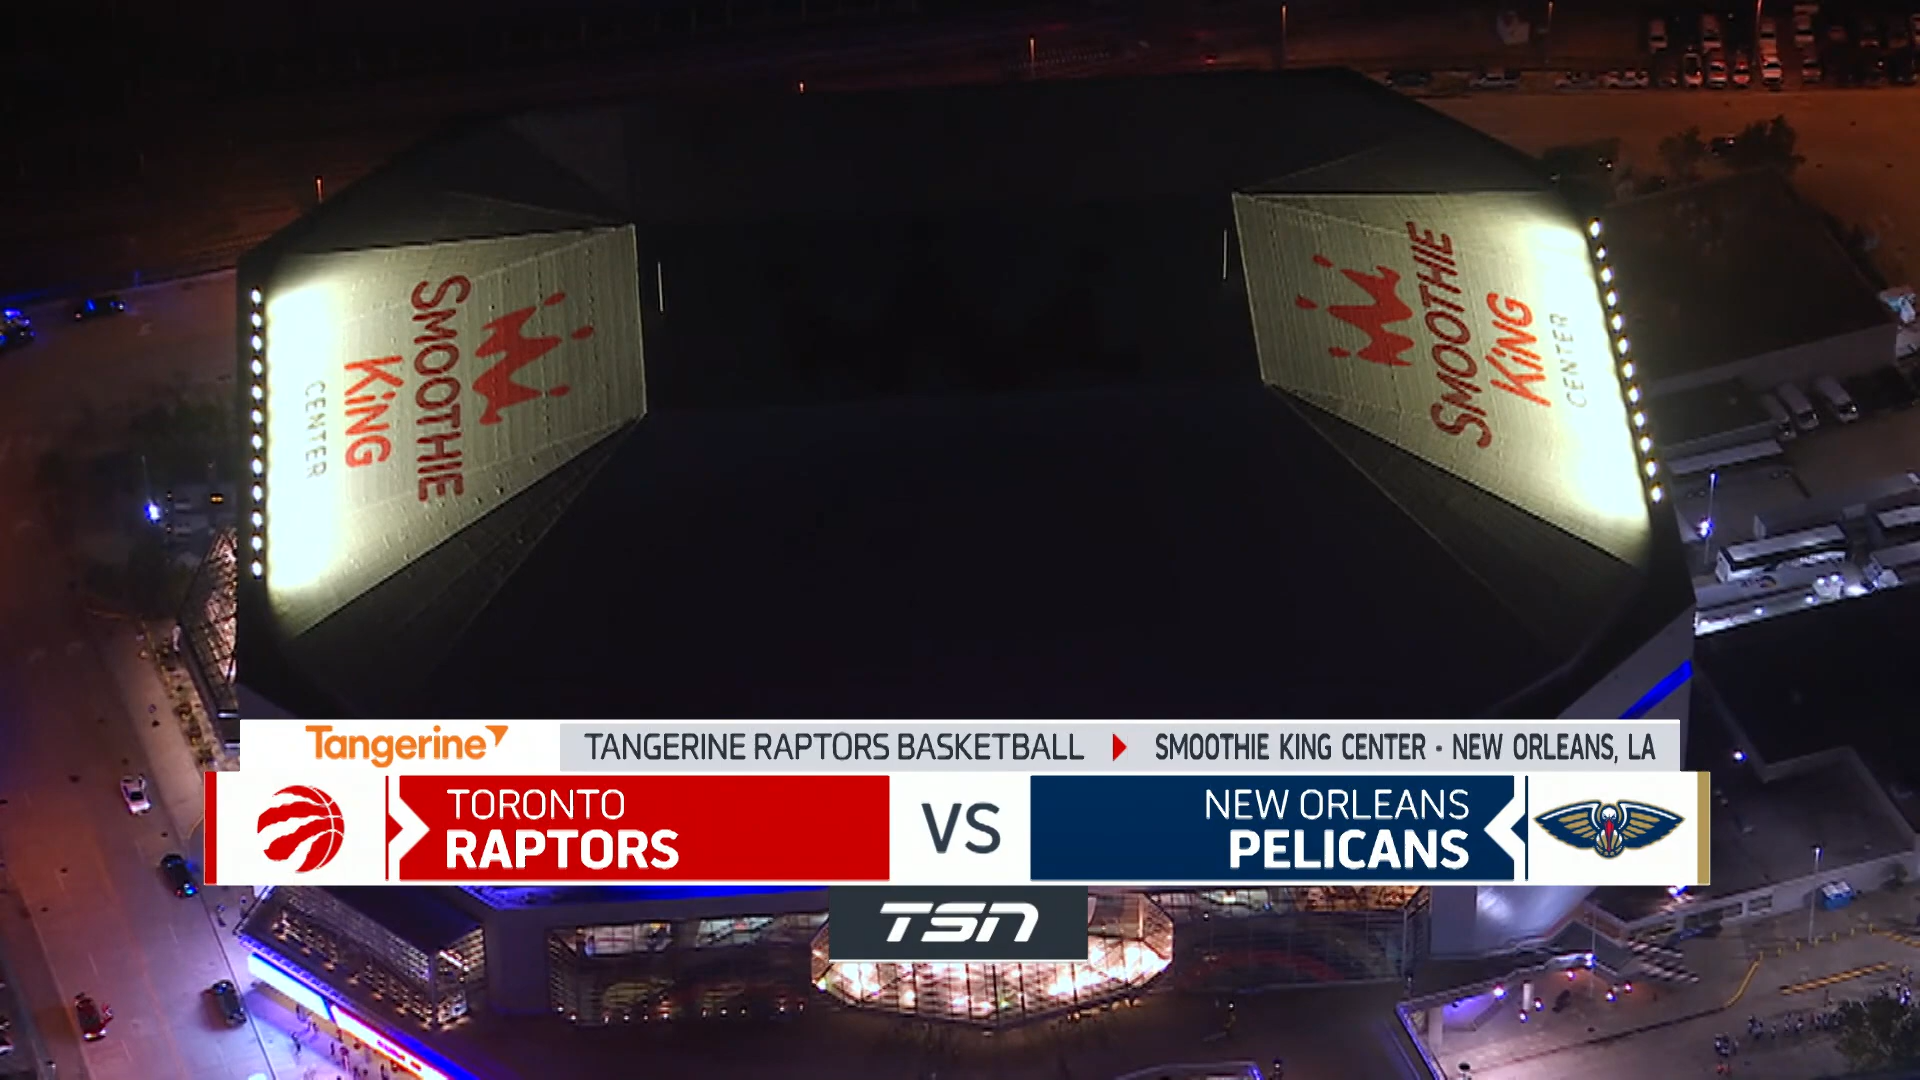 SMOOTHIE
KiNG
CENTER
SMOOTHIE
KiNG
CENTER
Tangerine
TANGERINE RAPTORS BASKETBALL SMOOTHIE KING CENTER · NEW ORLEANS, LA
TORONTO
RAPTORS
VS
NEW ORLEANS
PELICANS
TSN